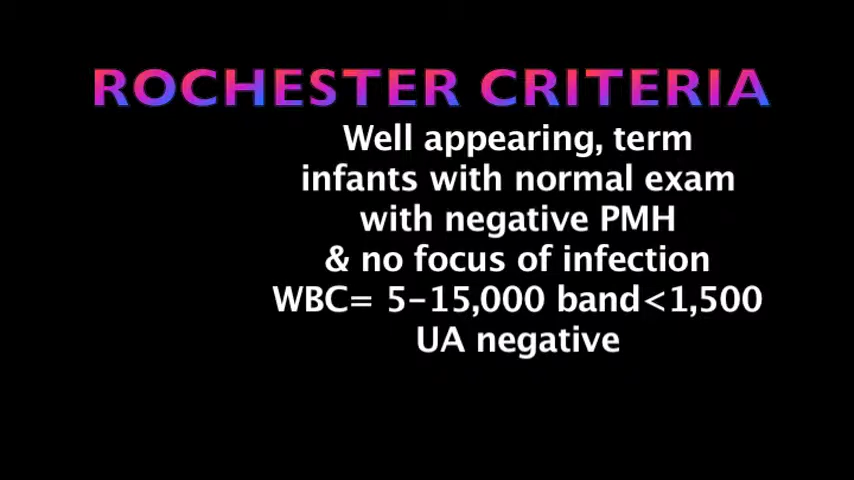 ROCHESTER CRITERIA
Well appearing, term
infants with normal exam
with negative PMH
& no focus of infection
WBC= 5-15,000 band<1,500
UA negative